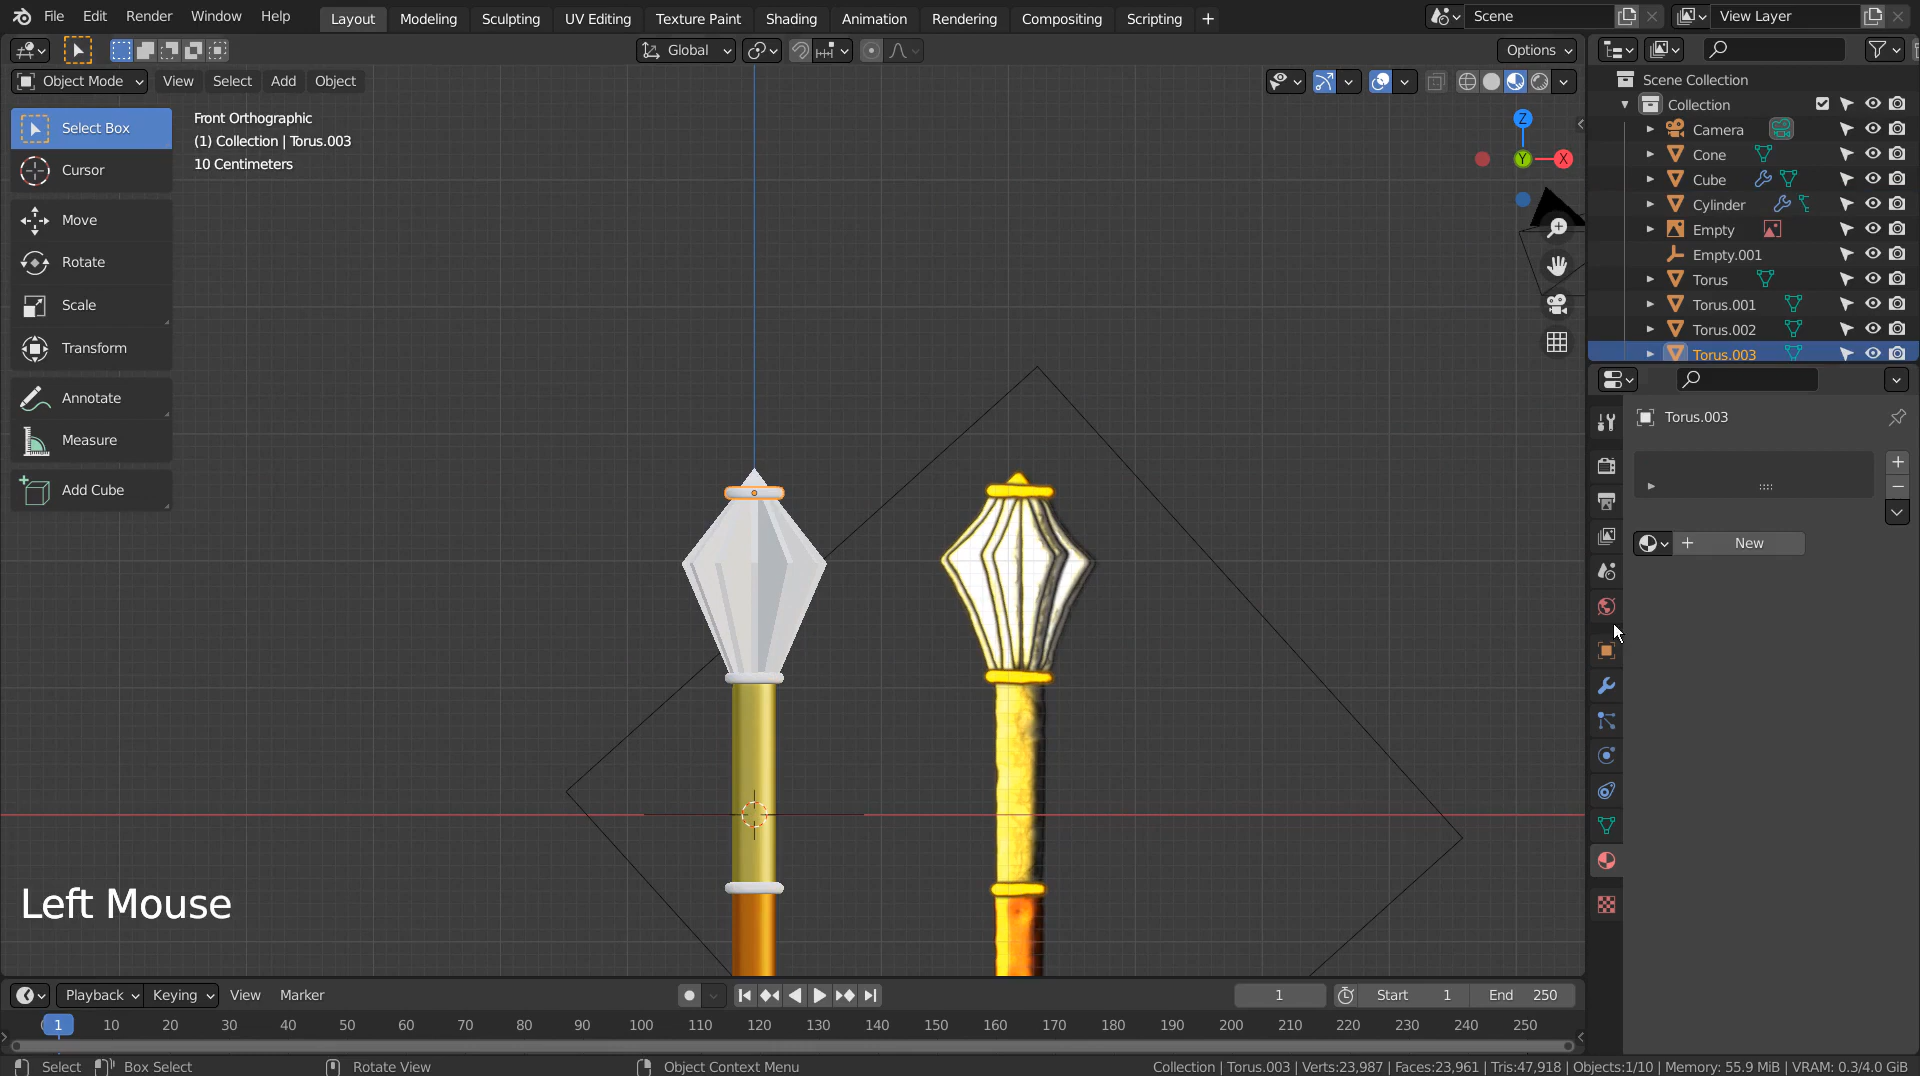 File Edit Render Window Help Layout Modeling Sculpting UV Editing Texture Paint Shading Animation Rendering Compositing Scripting + Scene View Layer
Global Options
Object Mode View Select Add Object
Select Box
Cursor
Move
Rotate
Scale
Transform
Annotate
Measure
Add Cube
Front Orthographic
(1) Collection | Torus.003
10 Centimeters
Z
Y
X
Scene Collection
Collection
Camera
Cone
Cube
Cylinder
Empty
Empty.001
Torus
Torus.001
Torus.002
Torus.003
Torus.003
New
Left Mouse
Playback Keying View Marker 1 Start 1 End 250
1 10 20 30 40 50 60 70 80 90 100 110 120 130 140 150 160 170 180 190 200 210 220 230 240 250
Select Box Select Rotate View Object Context Menu Collection | Torus.003 | Verts:23,987 | Faces:23,961 | Tris:47,918 | Objects:1/10 | Memory: 55.9 MiB | VRAM: 0.3/4.0 GiB